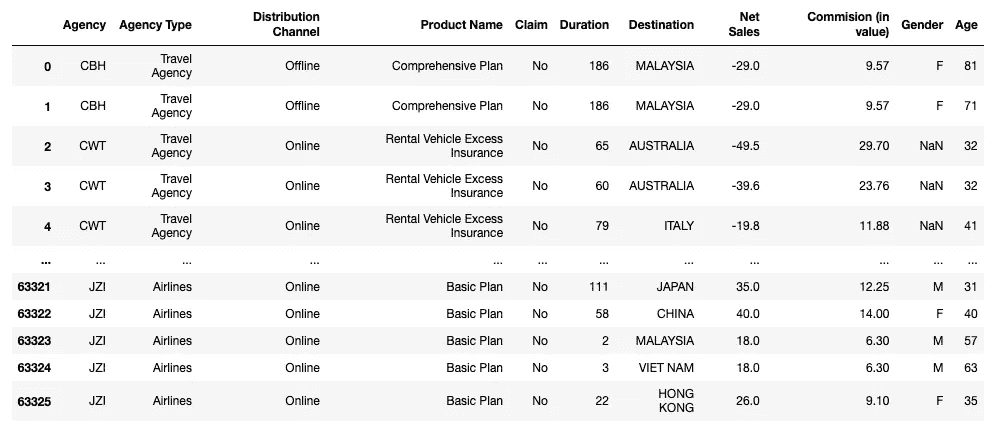 Agency Agency Type Distribution Channel Product Name Claim Duration Destination Net Sales Commision (in value) Gender Age
0 CBH Travel Agency Offline Comprehensive Plan No 186 MALAYSIA -29.0 9.57 F 81
1 CBH Travel Agency Offline Comprehensive Plan No 186 MALAYSIA -29.0 9.57 F 71
2 CWT Travel Agency Online Rental Vehicle Excess Insurance No 65 AUSTRALIA -49.5 29.70 NaN 32
3 CWT Travel Agency Online Rental Vehicle Excess Insurance No 60 AUSTRALIA -39.6 23.76 NaN 32
4 CWT Travel Agency Online Rental Vehicle Excess Insurance No 79 ITALY -19.8 11.88 NaN 41
... ... ... ... ... ... ... ... ... ... ... ...
63321 JZI Airlines Online Basic Plan No 111 JAPAN 35.0 12.25 M 31
63322 JZI Airlines Online Basic Plan No 58 CHINA 40.0 14.00 F 40
63323 JZI Airlines Online Basic Plan No 2 MALAYSIA 18.0 6.30 M 57
63324 JZI Airlines Online Basic Plan No 3 VIET NAM 18.0 6.30 M 63
63325 JZI Airlines Online Basic Plan No 22 HONG KONG 26.0 9.10 F 35